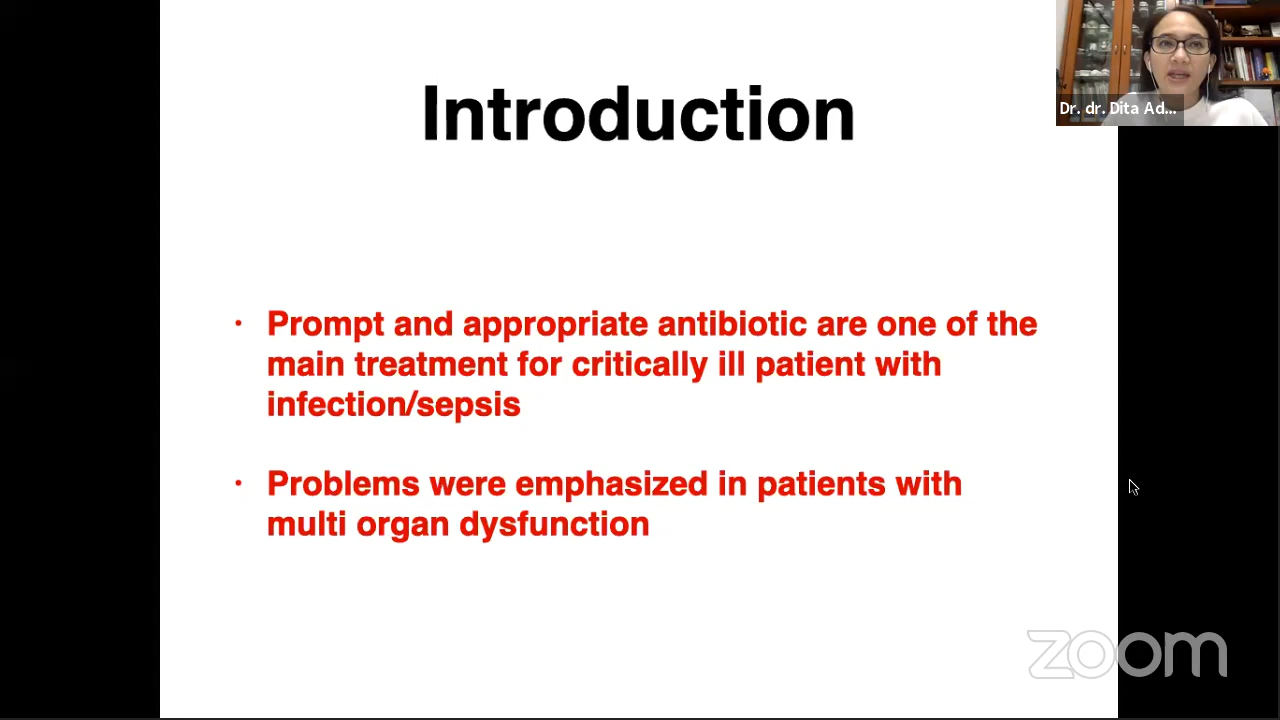 Introduction
Dr. dr. Dita Ad...
· Prompt and appropriate antibiotic are one of the
main treatment for critically ill patient with
infection/sepsis
· Problems were emphasized in patients with
multi organ dysfunction
zoom